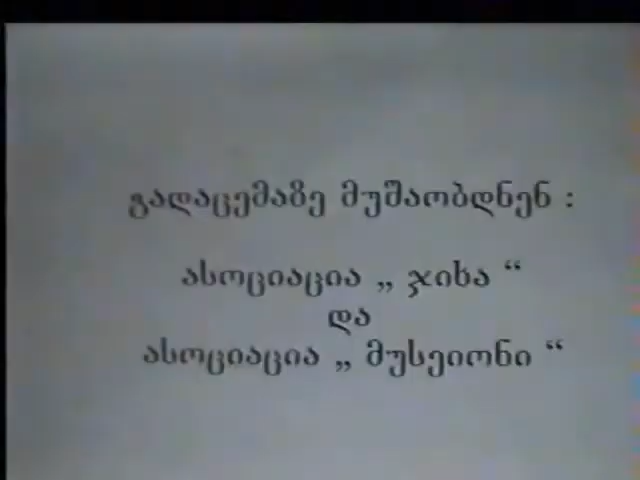 გადაცემაზე მუშაობდნენ :
ასოციაცია „ ჯიხა “
და
ასოციაცია „ მუსეიონი “